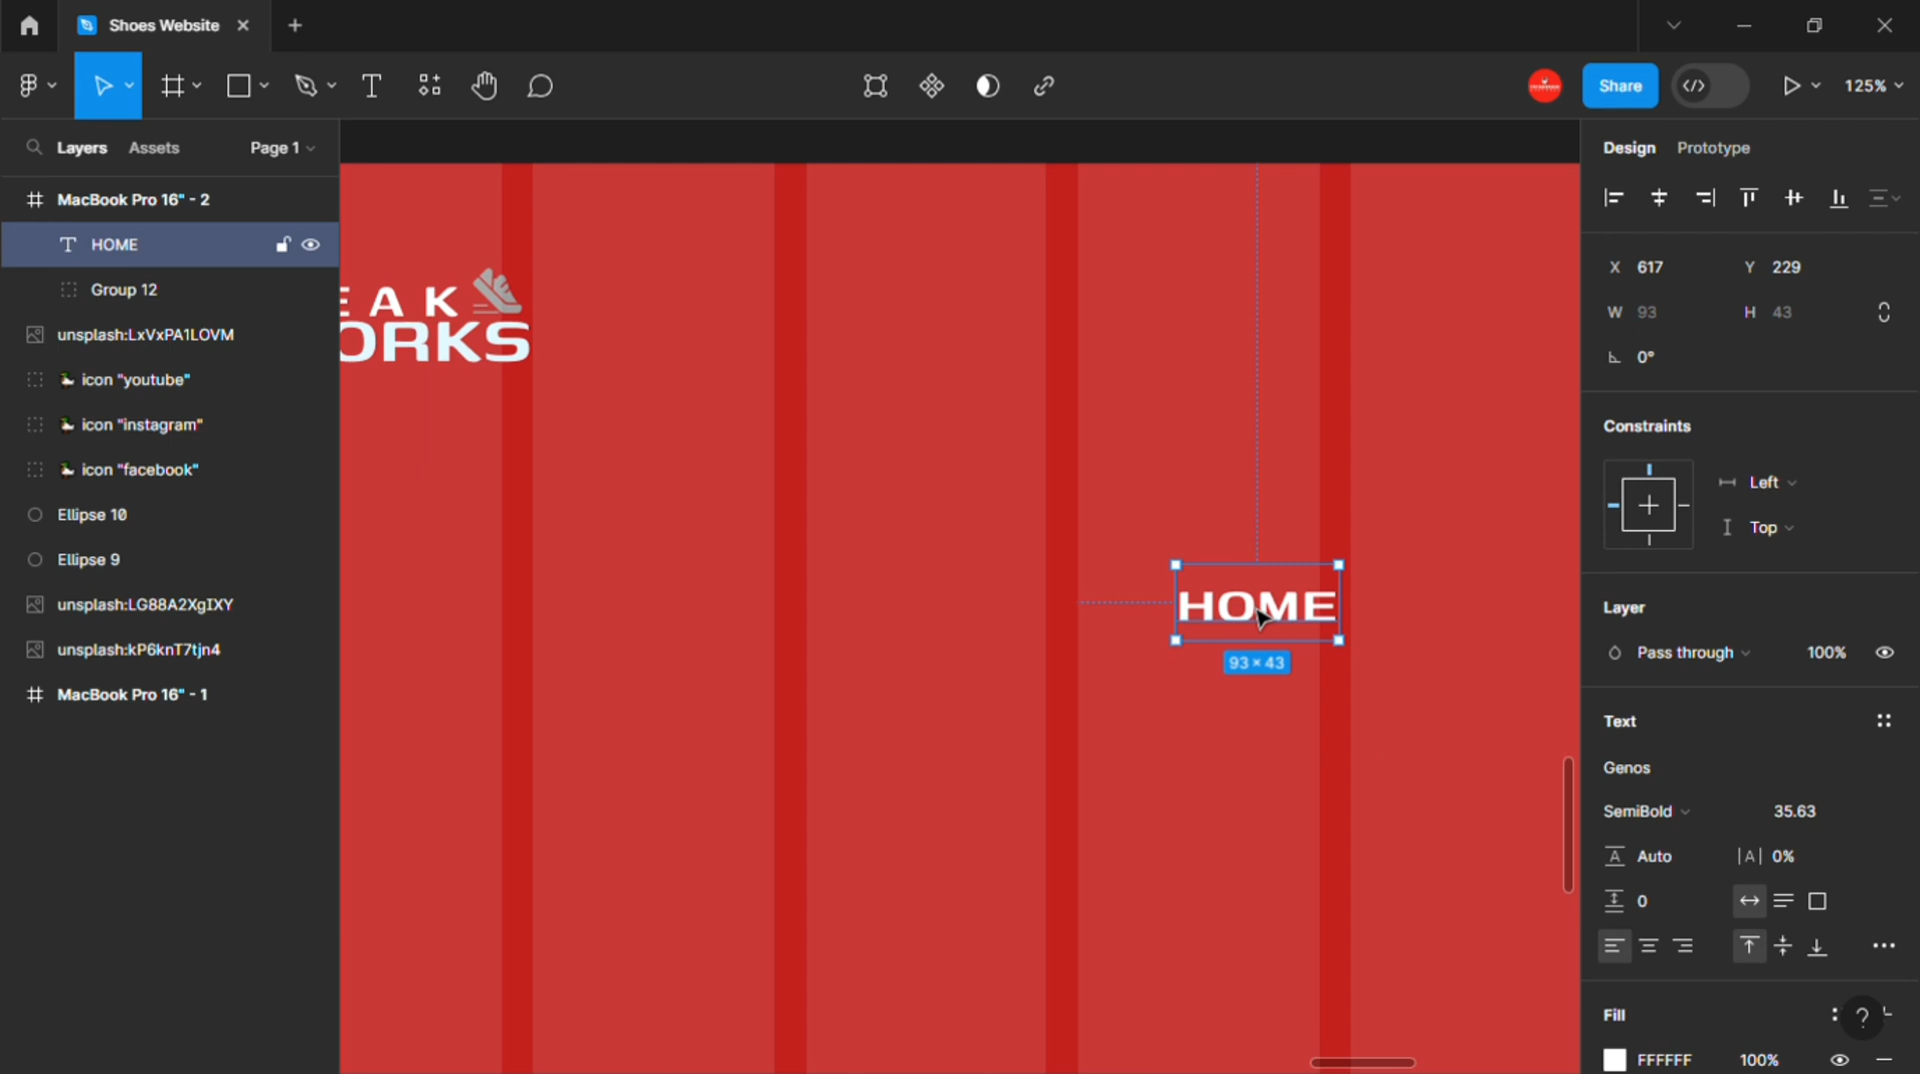 Shoes Website
Share
125%
Layers
Assets
Page 1
Design
Prototype
MacBook Pro 16" - 2
HOME
Group 12
unsplash:LxVxPA1LOVM
icon "youtube"
icon "instagram"
icon "facebook"
Ellipse 10
Ellipse 9
unsplash:LG88A2XgIXY
unsplash:kP6knT7tjn4
MacBook Pro 16" - 1
EAK
ORKS
HOME
93 × 43
X 617
Y 229
W 93
H 43
0°
Constraints
Left
Top
Layer
Pass through
100%
Text
Genos
SemiBold
35.63
A Auto
|A| 0%
0
Fill
?
FFFFFF
100%